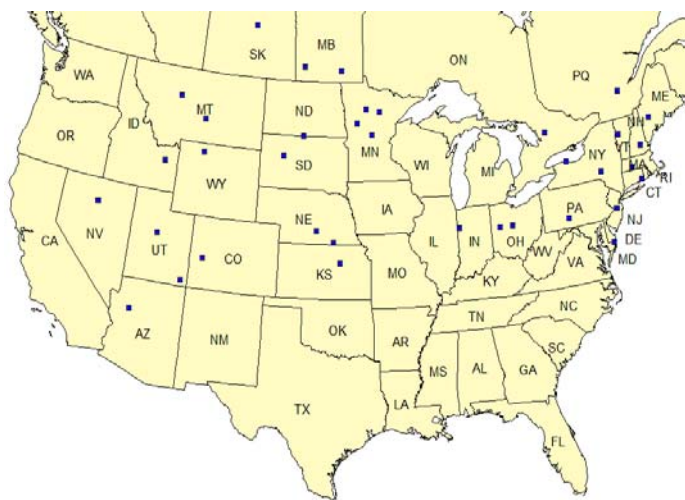 SK
MB
ON
PQ
WA
MT
ND
ME
OR
ID
MN
NH
VT
SD
WI
MI
NY
WY
MA
RI
CT
IA
NE
PA
NJ
NV
UT
CO
IL
IN
OH
DE
MD
CA
KS
MO
WV
VA
KY
NC
TN
AZ
NM
OK
AR
SC
MS
AL
GA
TX
LA
FL